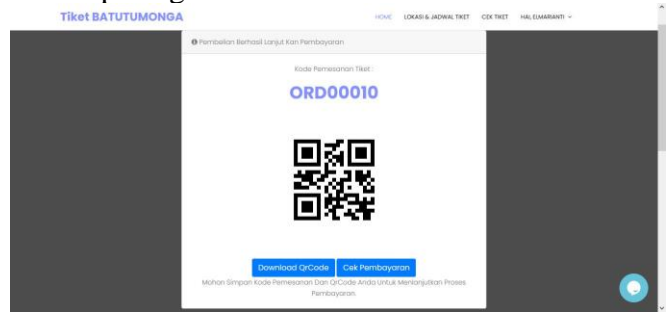 Tiket BATUTUMONGA
HOME LOKASI & JADWAL TIKET CEK TIKET HAI, ELMARIANTI
Pembelian Berhasil Lanjut Kan Pembayaran
Kode Pemesanan Tiket :
ORD00010
Download QrCode Cek Pembayaran
Mohon Simpan Kode Pemesanan Dan QrCode Anda Untuk Menlanjutkan Proses
Pembayaran.